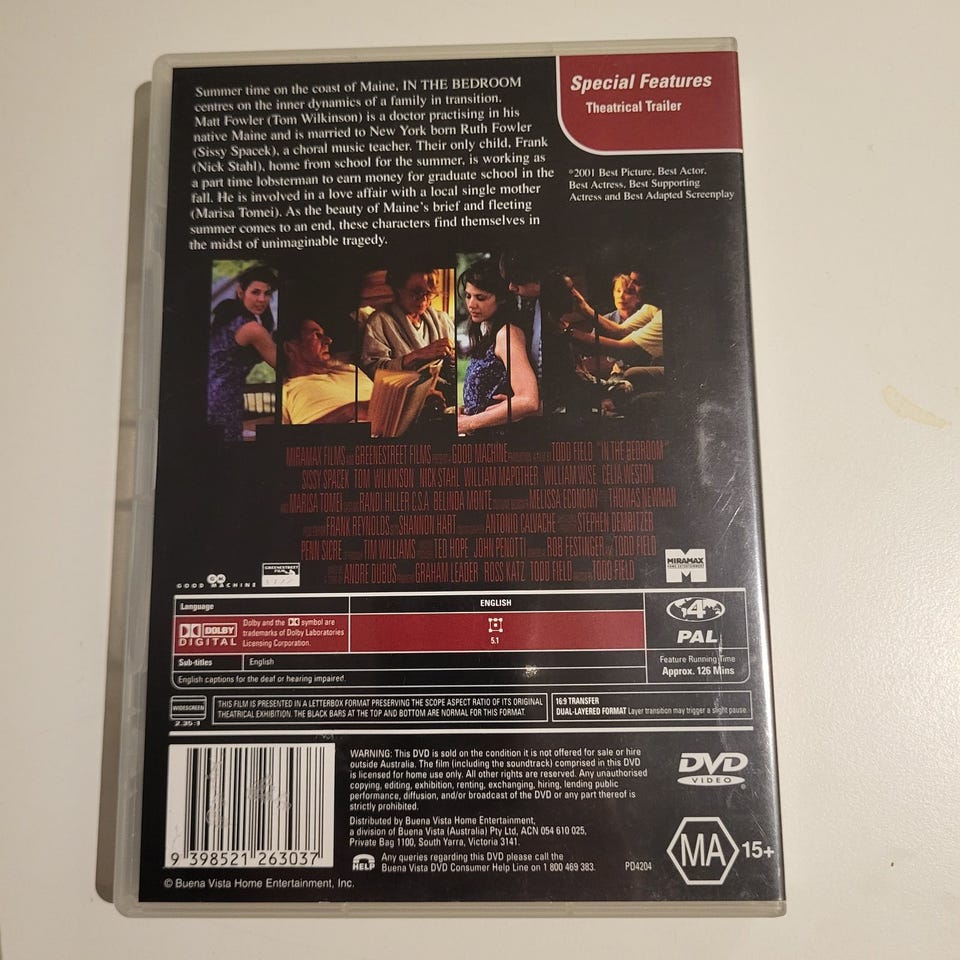 Summer time on the coast of Maine, IN THE BEDROOM
centres on the inner dynamics of a family in transition.
Matt Fowler (Tom Wilkinson) is a doctor practising in his
native Maine and is married to New York born Ruth Fowler
(Sissy Spacek), a choral music teacher. Their only child, Frank
(Nick Stahl), home from school for the summer, is working as
a part time lobsterman to earn money for graduate school in the
fall. He is involved in a love affair with a local single mother
(Marisa Tomei). As the beauty of Maine's brief and fleeting
summer comes to an end, these characters find themselves in
the midst of unimaginable tragedy.
Special Features
Theatrical Trailer
*2001 Best Picture, Best Actor,
Best Actress, Best Supporting
Actress and Best Adapted Screenplay
MIRAMAX FILMS GREENESTREET FILMS GOOD MACHINE TODD FIELD "IN THE BEDROOM"
SISSY SPACEK TOM WILKINSON NICK STAHL WILLIAM MAPOTHER WILLIAM WISE CELIA WESTON
MARISA TOMEI RANDI HILLER C.S.A. BELINDA MONTE MELISSA ECONOMY THOMAS NEWMAN
FRANK REYNOLDS SHANNON HART ANTONIO CALVACHE STEPHEN DEMBITZER
PENN SICRE TIM WILLIAMS TED HOPE JOHN PENOTTI ROB FESTINGER TODD FIELD
ANDRE DUBUS GRAHAM LEADER ROSS KATZ TODD FIELD TODD FIELD
GOOD MACHINE
GREENESTREET
FILMS
MIRAMAX
HOME ENTERTAINMENT
Language
ENGLISH
DOLBY
DIGITAL
Dolby and the symbol are
trademarks of Dolby Laboratories
Licensing Corporation.
5.1
4
PAL
Sub-titles
English
English captions for the deaf or hearing impaired.
Feature Running Time
Approx. 126 Mins
WIDESCREEN
2.35:1
THIS FILM IS PRESENTED IN A LETTERBOX FORMAT PRESERVING THE SCOPE ASPECT RATIO OF ITS ORIGINAL
THEATRICAL EXHIBITION. THE BLACK BARS AT THE TOP AND BOTTOM ARE NORMAL FOR THIS FORMAT.
16:9 TRANSFER
DUAL-LAYERED FORMAT Layer transition may trigger a slight pause.
9 398521 263037
WARNING: This DVD is sold on the condition it is not offered for sale or hire
outside Australia. The film (including the soundtrack) comprised in this DVD
is licensed for home use only. All other rights are reserved. Any unauthorised
copying, editing, exhibition, renting, exchanging, hiring, lending public
performance, diffusion, and/or broadcast of the DVD or any part thereof is
strictly prohibited.
Distributed by Buena Vista Home Entertainment,
a division of Buena Vista (Australia) Pty Ltd, ACN 054 610 025,
Private Bag 1100, South Yarra, Victoria 3141.
HELP
Any queries regarding this DVD please call the
Buena Vista DVD Consumer Help Line on 1 800 469 383.
PD4204
DVD
VIDEO
MA 15+
© Buena Vista Home Entertainment, Inc.